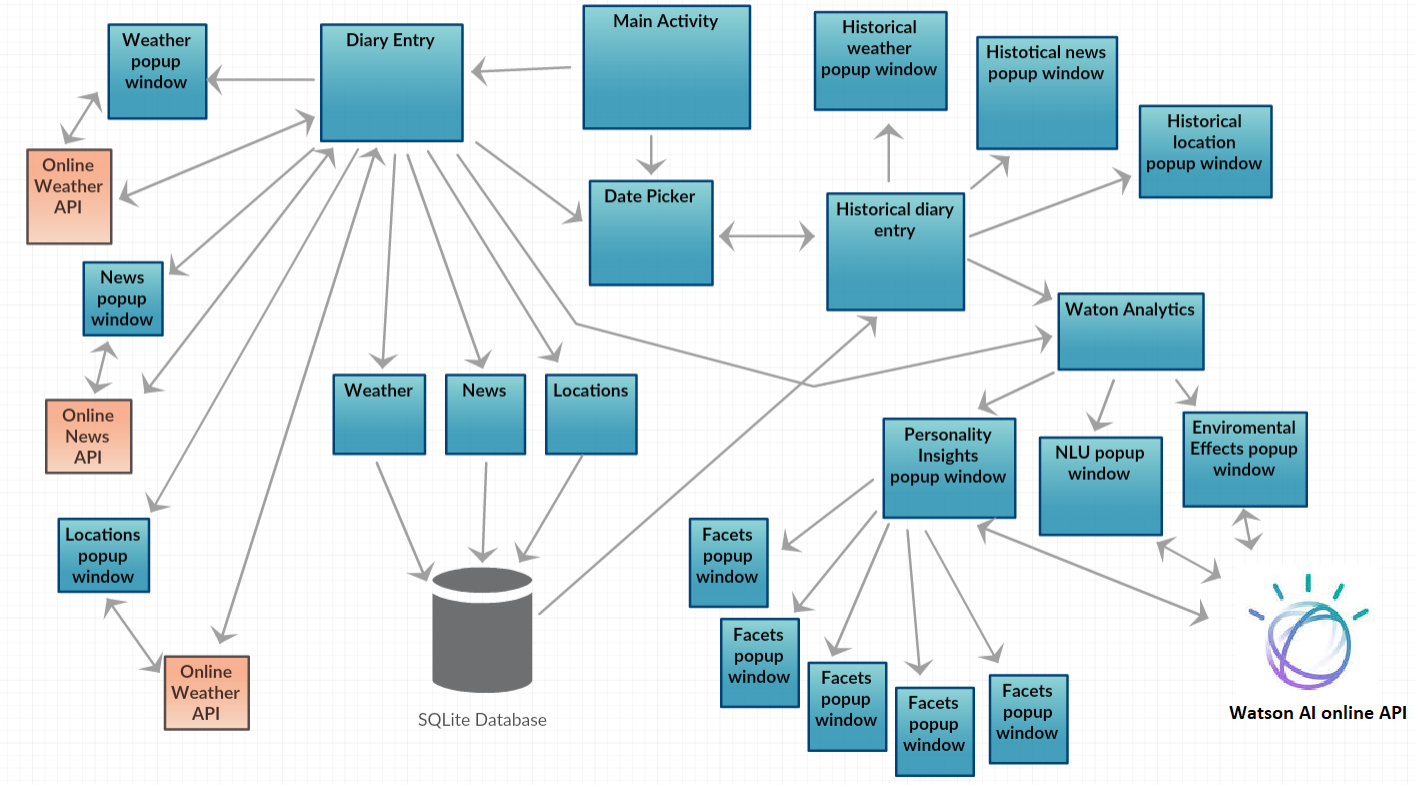 Weather
popup
window
Diary Entry
Main Activity
Historical
weather
popup window
Histotical news
popup window
Historical
location
popup window
Online
Weather
API
Date Picker
Historical diary
entry
News
popup
window
Waton Analytics
Weather
News
Locations
Online
News
API
Personality
Insights
popup window
NLU popup
window
Enviromental
Effects popup
window
Locations
popup
window
Facets
popup
window
Facets
popup
window
Facets
popup
window
Facets
popup
window
Facets
popup
window
Online
Weather
API
SQLite Database
Watson AI online API